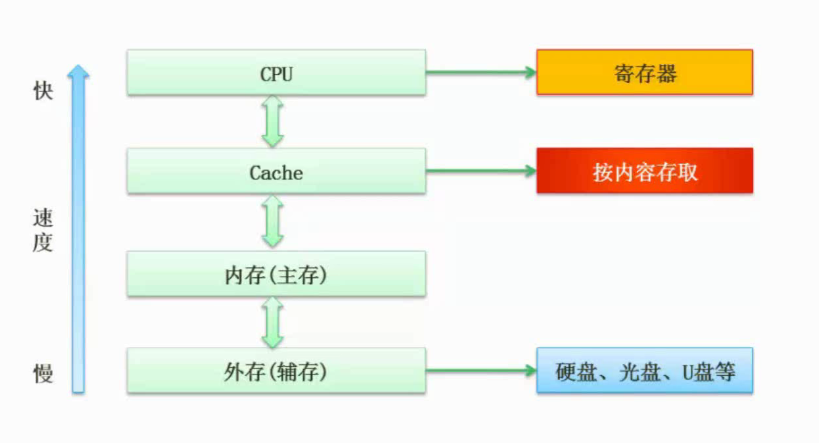 快
CPU
寄存器
Cache
按内容存取
速度
内存(主存)
慢
外存(辅存)
硬盘、光盘、U盘等